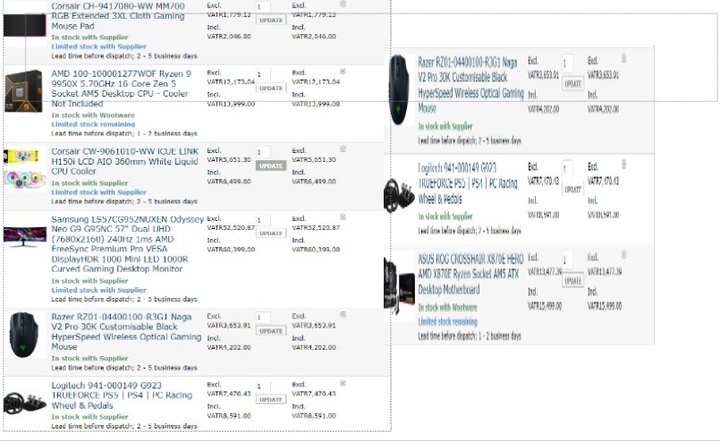 Corsair CH-9417080-WW MM700
RGB Extended 3XL Cloth Gaming
Mouse Pad
In stock with Supplier
Limited stock remaining
Lead time before dispatch; 2 - 5 business days
Excl.
VATR1,779.13
Incl.
VATR2,046.00
1
UPDATE
Excl.
VATR1,779.13
Incl.
VATR2,046.00
AMD 100-100001277WOF Ryzen 9
9950X 5.70GHz 16-Core Zen 5
Socket AM5 Desktop CPU - Cooler
Not Included
In stock with Wootware
Limited stock remaining
Lead time before dispatch; 1 - 2 business days
Excl.
VATR12,173.04
Incl.
VATR13,999.00
1
UPDATE
Excl.
VATR12,173.04
Incl.
VATR13,999.00
Corsair CW-9061010-WW iCUE LINK
H150i LCD AIO 360mm White Liquid
CPU Cooler
In stock with Supplier
Limited stock remaining
Lead time before dispatch; 2 - 5 business days
Excl.
VATR5,651.30
Incl.
VATR6,499.00
1
UPDATE
Excl.
VATR5,651.30
Incl.
VATR6,499.00
Samsung LS57CG952NUXEN Odyssey
Neo G9 G95NC 57" Dual UHD
(7680x2160) 240Hz 1ms AMD
FreeSync Premium Pro VESA
DisplayHDR 1000 Mini LED 1000R
Curved Gaming Desktop Monitor
In stock with Supplier
Limited stock remaining
Lead time before dispatch; 2 - 5 business days
Excl.
VATR52,520.87
Incl.
1
UPDATE
Excl.
VATR52,520.87
Incl.
Razer RZ01-04400100-R3G1 Naga
V2 Pro 30K Customisable Black
HyperSpeed Wireless Optical Gaming
Mouse
In stock with Supplier
Lead time before dispatch; 2 - 5 business days
Excl.
VATR3,653.91
Incl.
VATR4,202.00
1
UPDATE
Excl.
VATR3,653.91
Incl.
VATR4,202.00
Logitech 941-000149 G923
TRUEFORCE PS5 | PS4 | PC Racing
Wheel & Pedals
In stock with Supplier
Lead time before dispatch; 2 - 5 business days
Excl.
VATR7,470.43
Incl.
VATR8,591.00
1
UPDATE
Excl.
VATR7,470.43
Incl.
VATR8,591.00
Razer RZ01-04400100-R3G1 Naga
V2 Pro 30K Customisable Black
HyperSpeed Wireless Optical Gaming
Mouse
In stock with Supplier
Lead time before dispatch; 2 - 5 business days
Excl.
VATR3,653.91
Incl.
VATR4,202.00
1
UPDATE
Excl.
VATR3,653.91
Incl.
VATR4,202.00
Logitech 941-000149 G923
TRUEFORCE PS5 | PS4 | PC Racing
Wheel & Pedals
In stock with Supplier
Lead time before dispatch; 2 - 5 business days
Excl.
VATR7,470.43
Incl.
VATR8,591.00
1
UPDATE
Excl.
VATR7,470.43
Incl.
VATR8,591.00
ASUS ROG CROSSHAIR X870E HERO
AMD X870E Ryzen Socket AM5 ATX
Desktop Motherboard
In stock with Wootware
Limited stock remaining
Lead time before dispatch; 1 - 2 business days
Excl.
VATR13,477.39
Incl.
VATR15,499.00
1
UPDATE
Excl.
VATR13,477.39
Incl.
VATR15,499.00